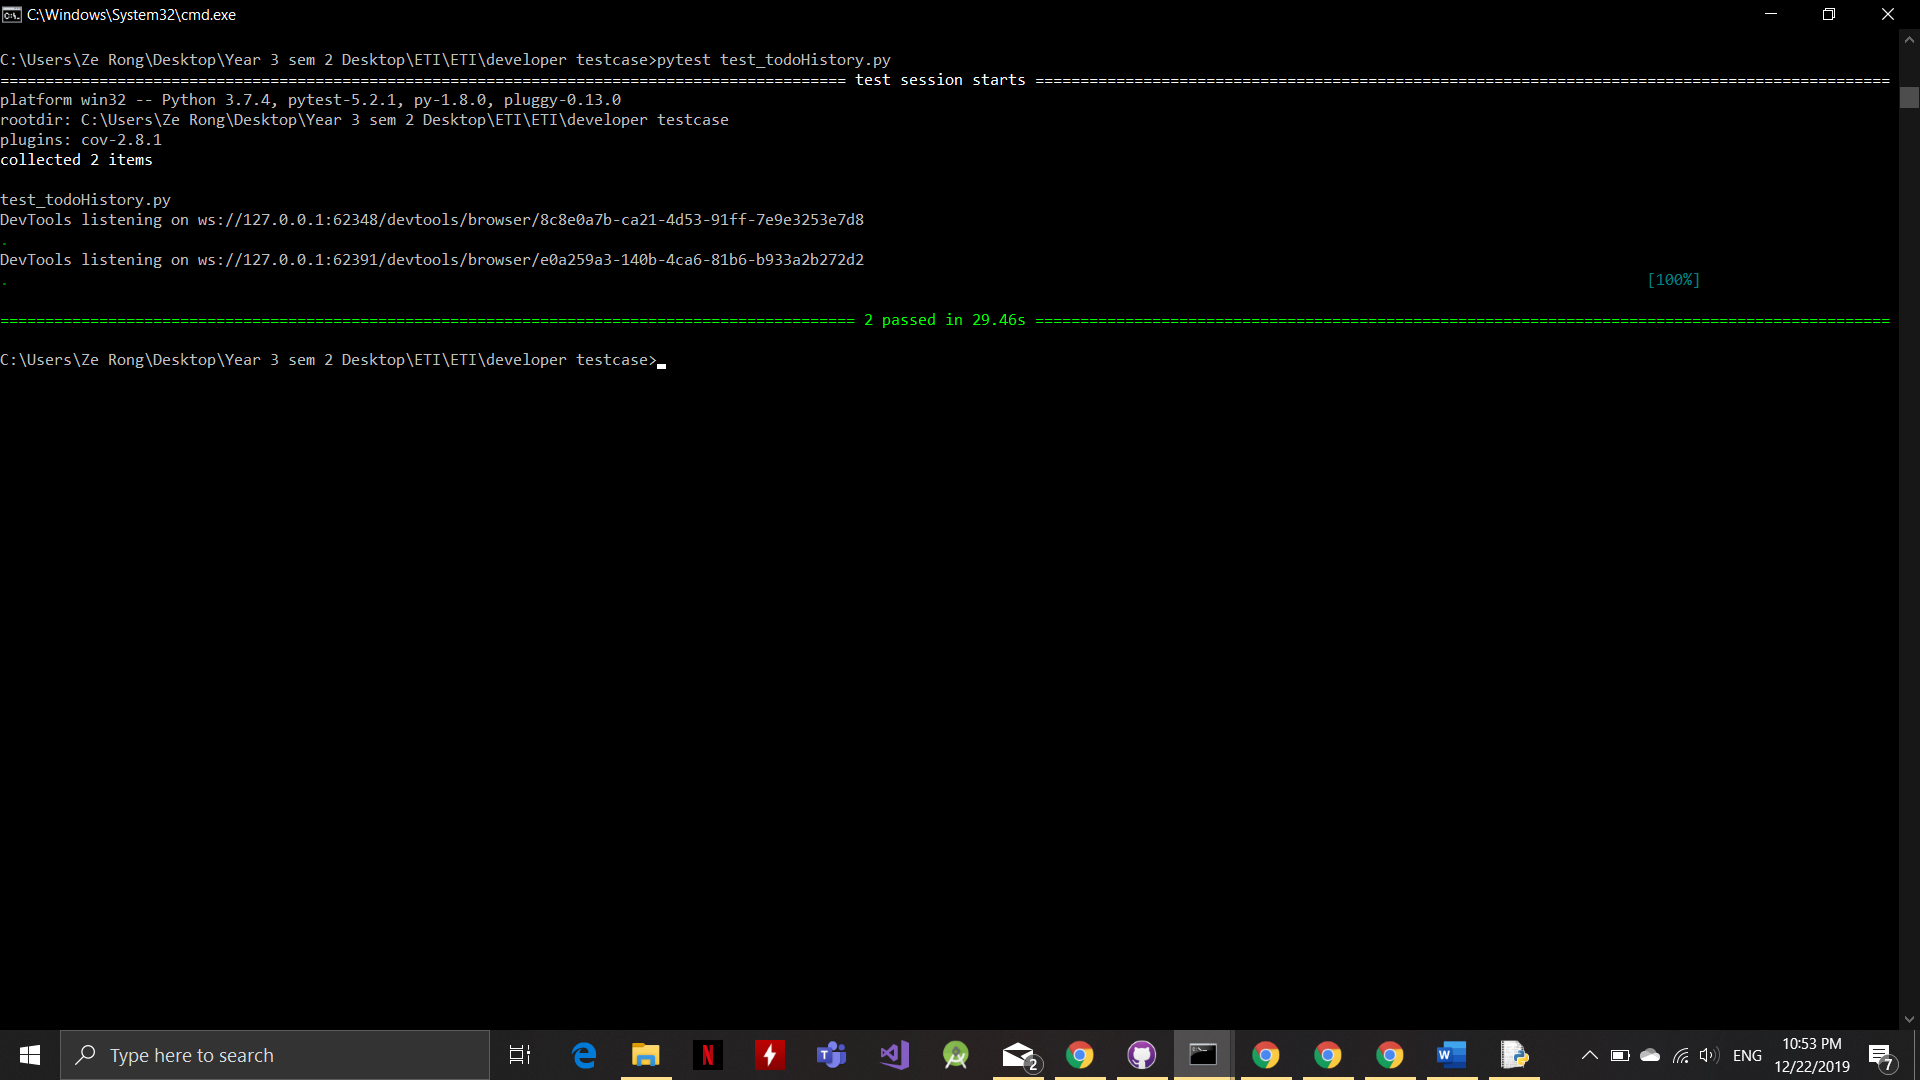 C:\Windows\System32\cmd.exe
C:\Users\Ze Rong\Desktop\Year 3 sem 2 Desktop\ETI\ETI\developer testcase>pytest test_todoHistory.py
============================================================================================== test session starts ===============================================================================================
platform win32 -- Python 3.7.4, pytest-5.2.1, py-1.8.0, pluggy-0.13.0
rootdir: C:\Users\Ze Rong\Desktop\Year 3 sem 2 Desktop\ETI\ETI\developer testcase
plugins: cov-2.8.1
collected 2 items
test_todoHistory.py
DevTools listening on ws://127.0.0.1:62348/devtools/browser/8c8e0a7b-ca21-4d53-91ff-7e9e3253e7d8
.
DevTools listening on ws://127.0.0.1:62391/devtools/browser/e0a259a3-140b-4ca6-81b6-b933a2b272d2
. [100%]
=============================================================================================== 2 passed in 29.46s ===============================================================================================
C:\Users\Ze Rong\Desktop\Year 3 sem 2 Desktop\ETI\ETI\developer testcase>
Type here to search
2
ENG
10:53 PM
12/22/2019
7